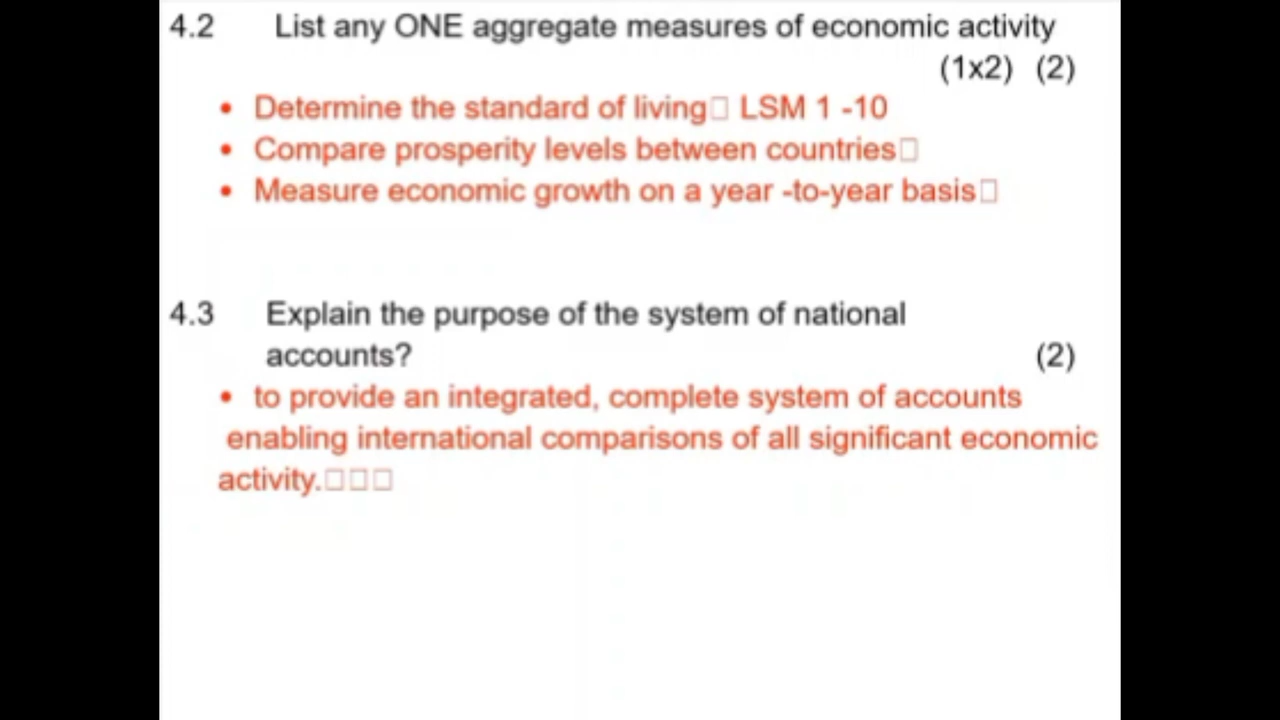 4.2 List any ONE aggregate measures of economic activity
(1x2) (2)
• Determine the standard of living□ LSM 1 -10
• Compare prosperity levels between countries□
• Measure economic growth on a year -to-year basis□
4.3 Explain the purpose of the system of national
accounts? (2)
• to provide an integrated, complete system of accounts
enabling international comparisons of all significant economic
activity.□□□